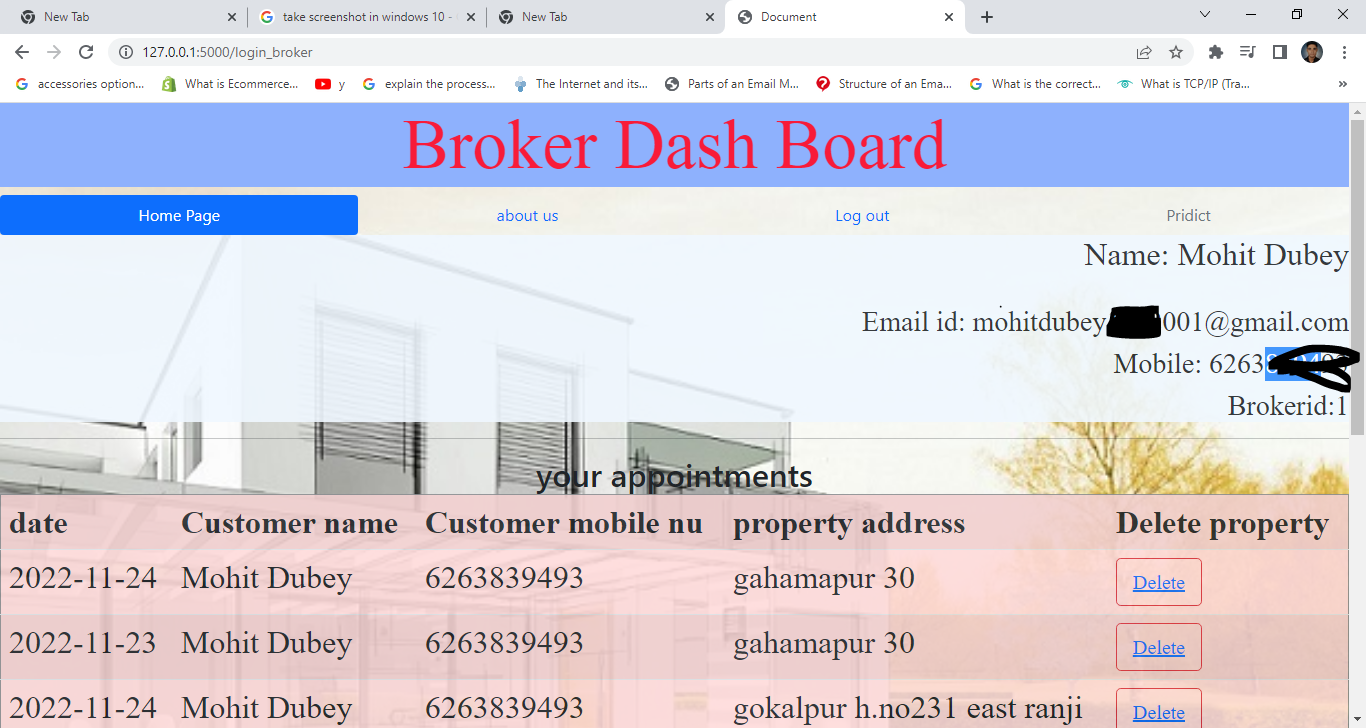 New Tab
take screenshot in windows 10 -
New Tab
Document
127.0.0.1:5000/login_broker
accessories option...
What is Ecommerce...
y
explain the process...
The Internet and its...
Parts of an Email M...
Structure of an Ema...
What is the correct...
What is TCP/IP (Tra...
»
Broker Dash Board
Home Page about us Log out Pridict
Name: Mohit Dubey
Email id: mohitdubey 001@gmail.com
Mobile: 6263
Brokerid:1
your appointments
date Customer name Customer mobile nu property address Delete property
2022-11-24 Mohit Dubey 6263839493 gahamapur 30 Delete
2022-11-23 Mohit Dubey 6263839493 gahamapur 30 Delete
2022-11-24 Mohit Dubey 6263839493 gokalpur h.no231 east ranji Delete